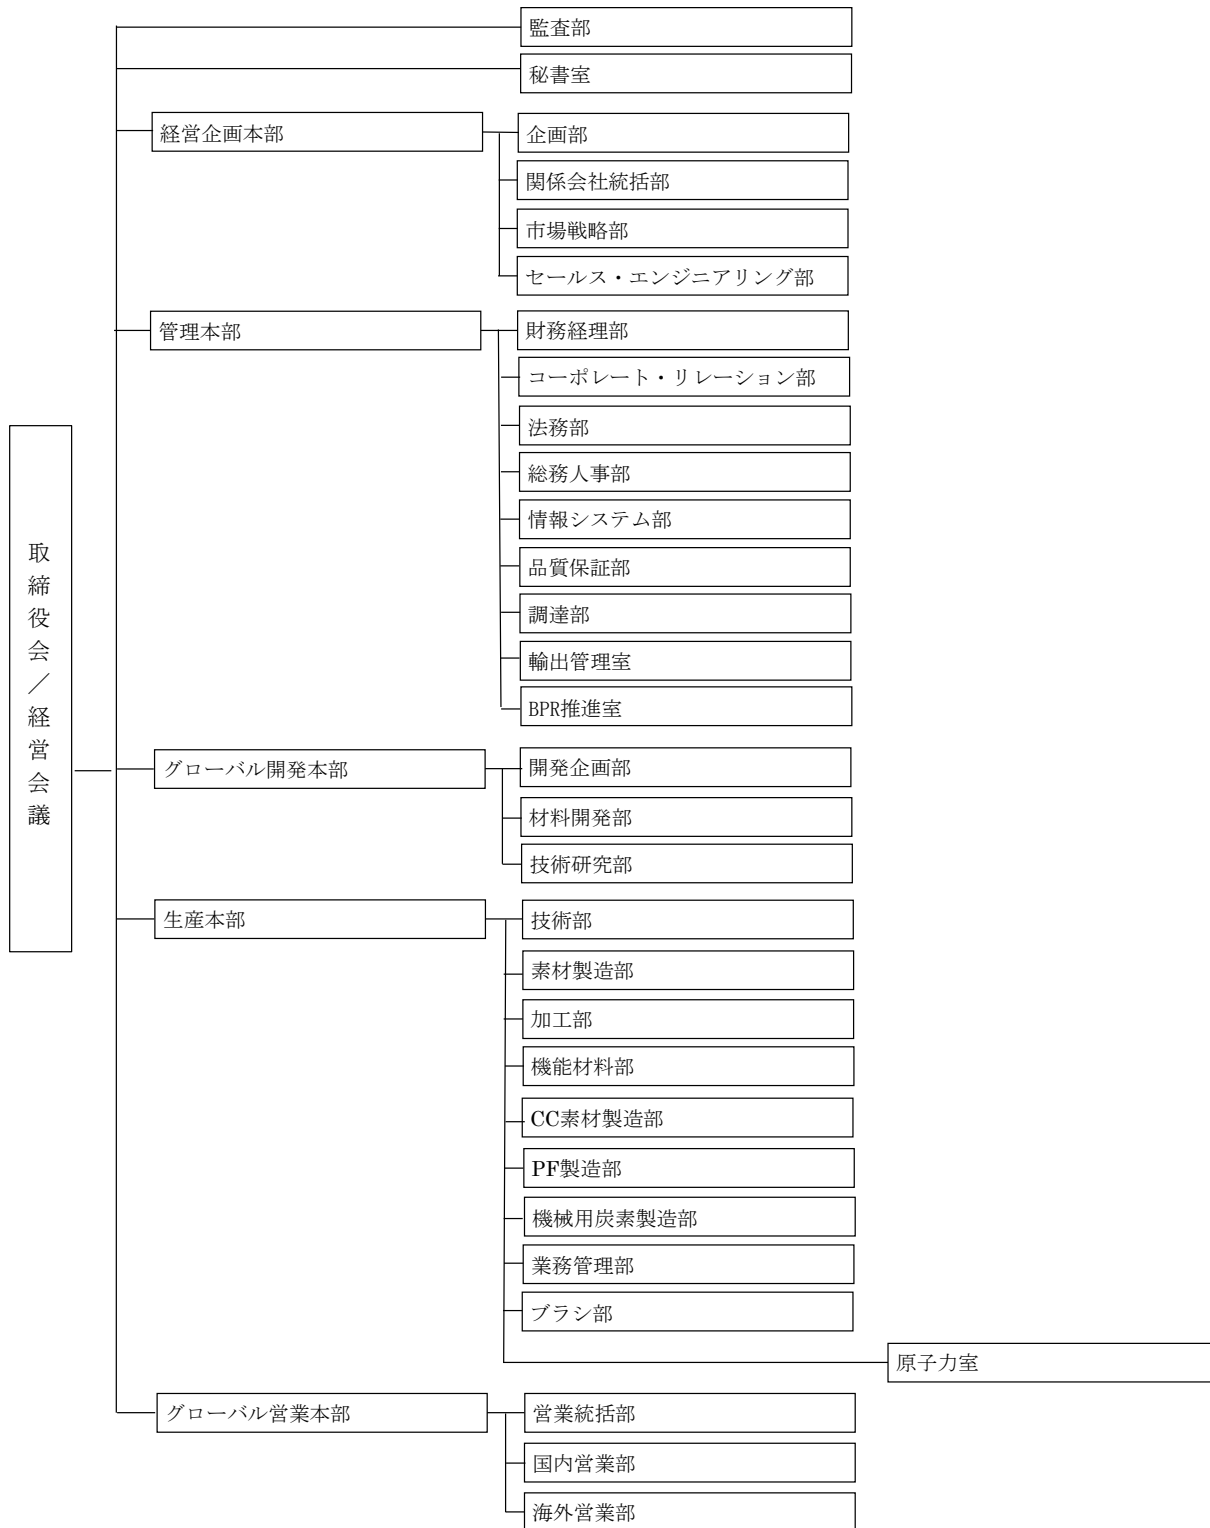 監査部
秘書室
経営企画本部
企画部
関係会社統括部
市場戦略部
セールス・エンジニアリング部
管理本部
財務経理部
コーポレート・リレーション部
法務部
総務人事部
情報システム部
品質保証部
調達部
輸出管理室
BPR推進室
取締役会／経営会議
グローバル開発本部
開発企画部
材料開発部
技術研究部
生産本部
技術部
素材製造部
加工部
機能材料部
CC素材製造部
PF製造部
機械用炭素製造部
業務管理部
ブラシ部
原子力室
グローバル営業本部
営業統括部
国内営業部
海外営業部